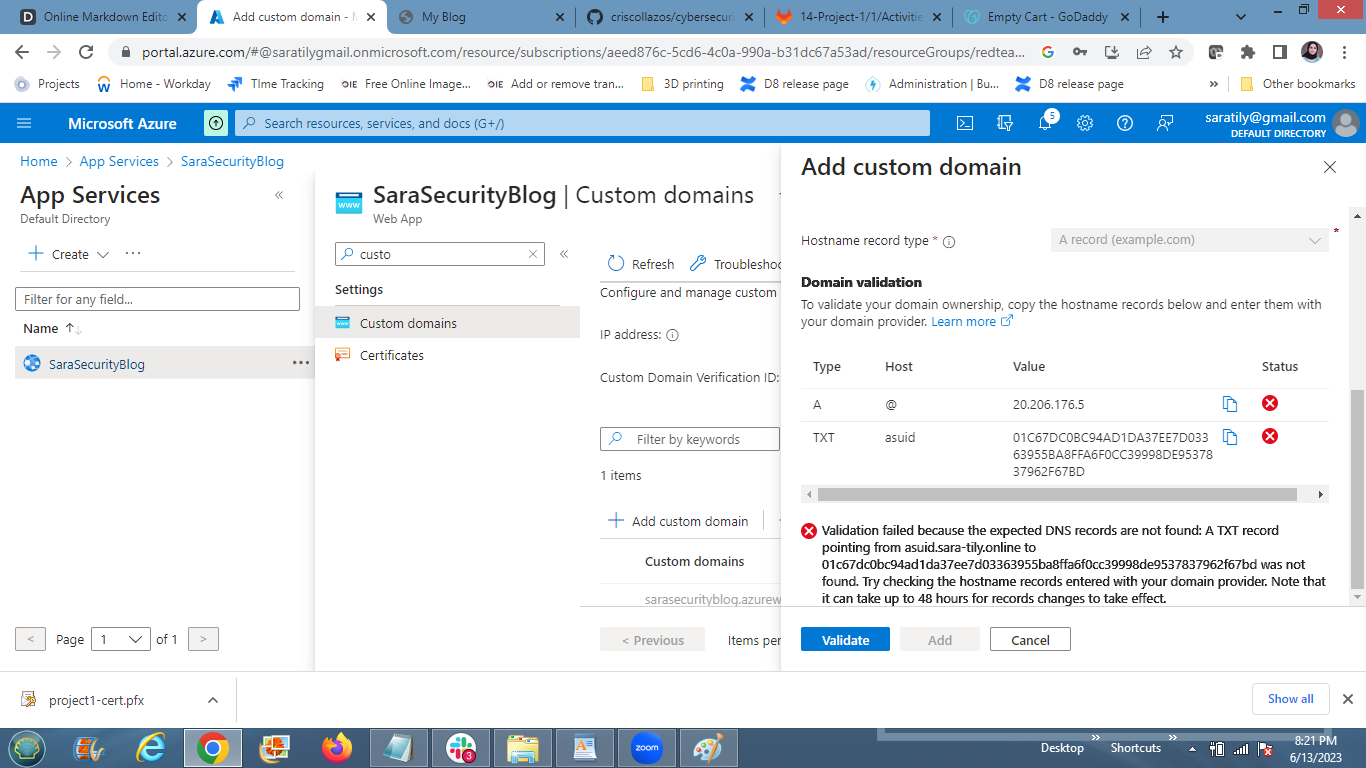 Online Markdown Edito
Add custom domain - M
My Blog
criscollazos/cybersecuri
14-Project-1/1/Activitie
Empty Cart - GoDaddy
portal.azure.com/#@saratilygmail.onmicrosoft.com/resource/subscriptions/aeed876c-5cd6-4c0a-990a-b31dc67a53ad/resourceGroups/redtea...
Projects
Home - Workday
TIme Tracking
Free Online Image...
Add or remove tran...
3D printing
D8 release page
Administration | Bu...
D8 release page
»
Other bookmarks
Microsoft Azure
Search resources, services, and docs (G+/)
5
saratily@gmail.com
DEFAULT DIRECTORY
Home > App Services > SaraSecurityBlog
App Services
«
Default Directory
+ Create
...
Filter for any field...
Name ↑↓
SaraSecurityBlog
...
< Page 1 of 1 >
www
SaraSecurityBlog | Custom domains
Web App
custo
«
Settings
Custom domains
Certificates
Refresh
Troubleshoo
Configure and manage custom
IP address:
Custom Domain Verification ID:
Filter by keywords
1 items
+ Add custom domain
Custom domains
sarasecurityblog.azurew
< Previous
Items per
Add custom domain
Hostname record type *
A record (example.com)
*
Domain validation
To validate your domain ownership, copy the hostname records below and enter them with
your domain provider. Learn more
Type Host Value Status
A @ 20.206.176.5
TXT asuid 01C67DC0BC94AD1DA37EE7D033
63955BA8FFA6F0CC39998DE95378
37962F67BD
Validation failed because the expected DNS records are not found: A TXT record
pointing from asuid.sara-tily.online to
01c67dc0bc94ad1da37ee7d03363955ba8ffa6f0cc39998de9537837962f67bd was not
found. Try checking the hostname records entered with your domain provider. Note that
it can take up to 48 hours for records changes to take effect.
Validate
Add
Cancel
project1-cert.pfx
Show all
3
zoom
Desktop »
Shortcuts »
8:21 PM
6/13/2023